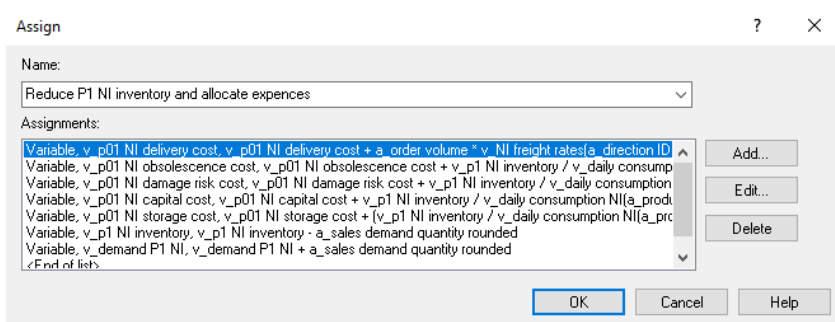 Assign
?
Name:
Reduce P1 NI inventory and allocate expences
Assignments:
Variable, v_p01 NI delivery cost, v_p01 NI delivery cost + a_order volume * v_NI freight rates(a_direction ID
Variable, v_p01 NI obsolescence cost, v_p01 NI obsolescence cost + v_p1 NI inventory / v_daily consump
Variable, v_p01 NI damage risk cost, v_p01 NI damage risk cost + v_p1 NI inventory / v_daily consumption
Variable, v_p01 NI capital cost, v_p01 NI capital cost + v_p1 NI inventory / v_daily consumption NI(a_produ
Variable, v_p01 NI storage cost, v_p01 NI storage cost + (v_p1 NI inventory / v_daily consumption NI(a_pro
Variable, v_p1 NI inventory, v_p1 NI inventory - a_sales demand quantity rounded
Variable, v_demand P1 NI, v_demand P1 NI + a_sales demand quantity rounded
<End of list>
Add...
Edit...
Delete
OK
Cancel
Help